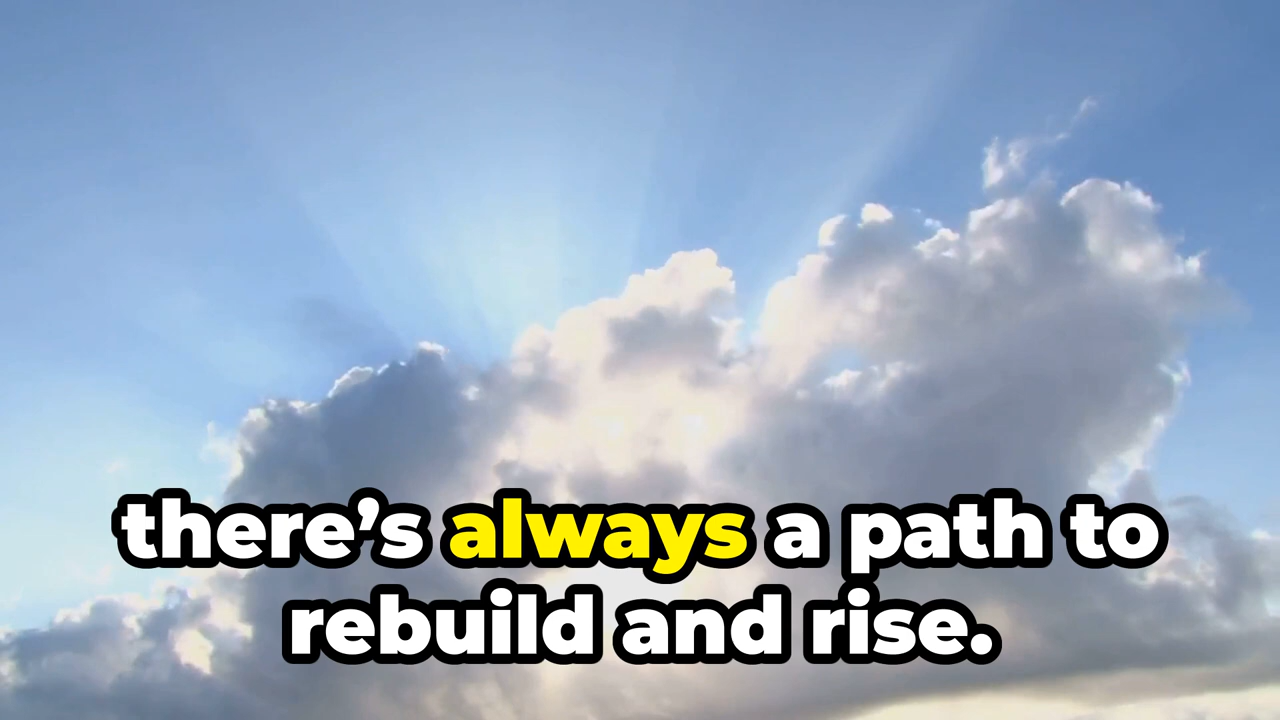 there’s always a path to
rebuild and rise.